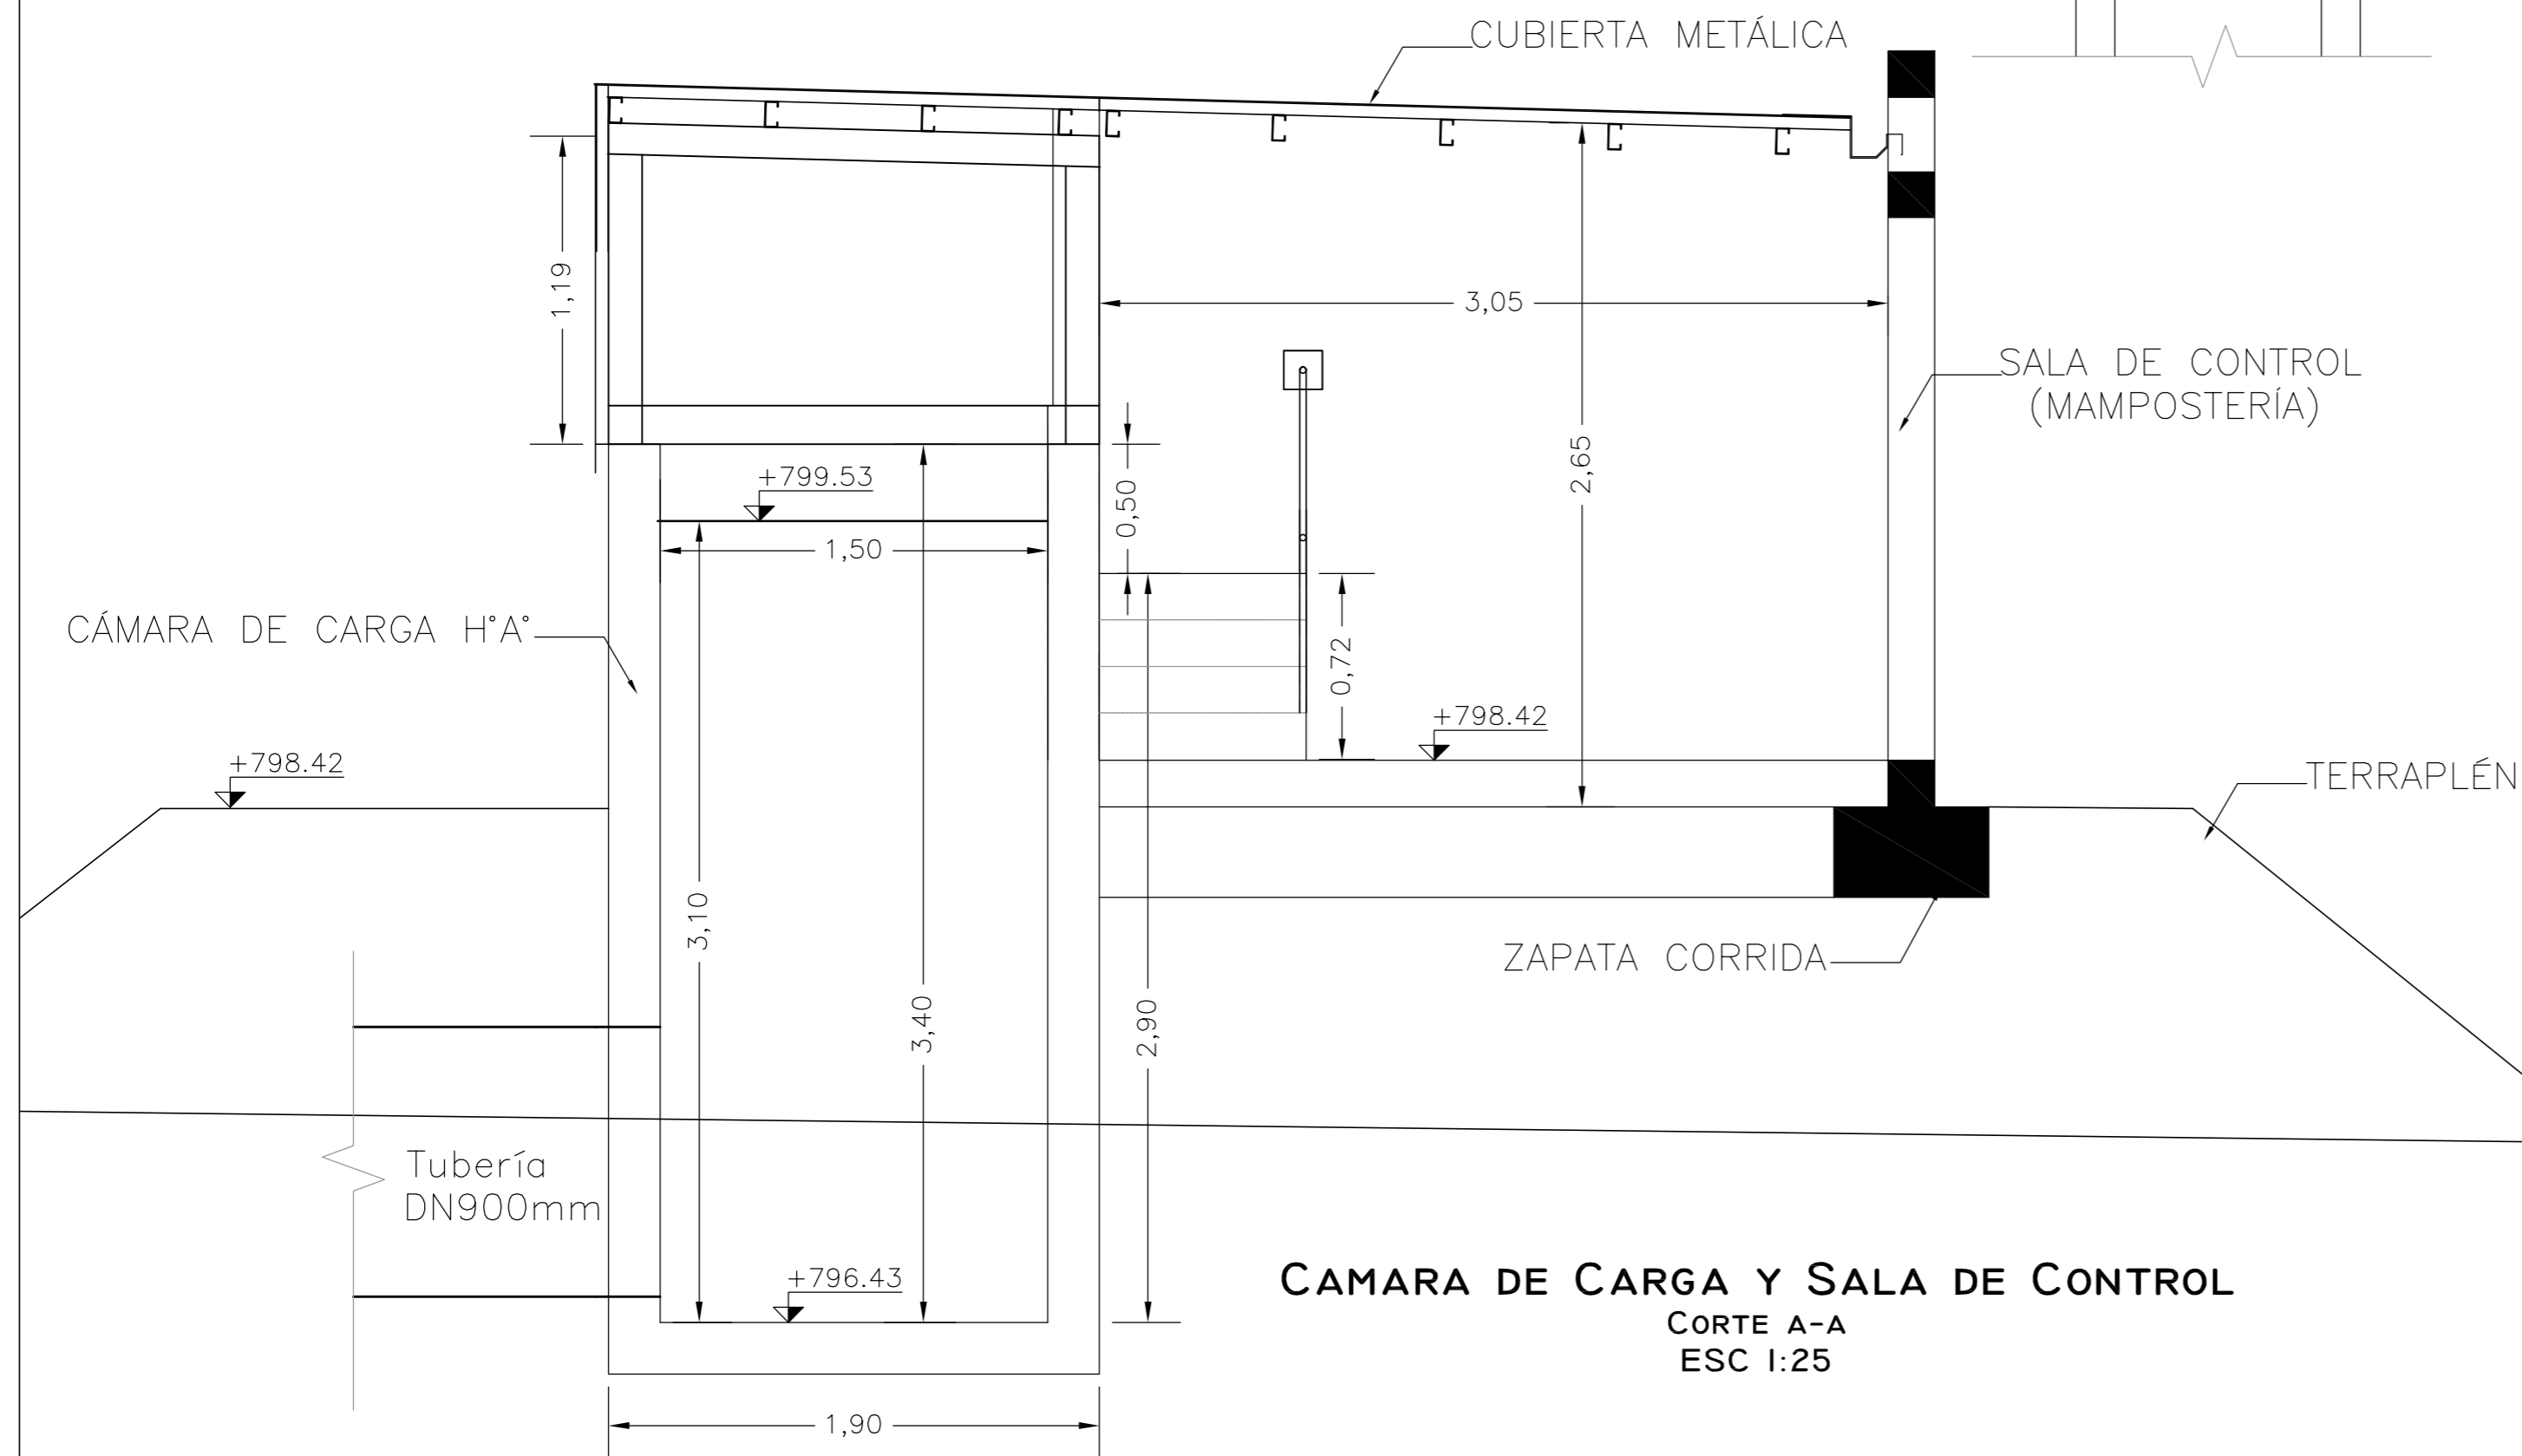 CUBIERTA METÁLICA
1,19
3,05
SALA DE CONTROL
(MAMPOSTERÍA)
2,65
+799.53
0,50
1,50
CÁMARA DE CARGA H°A°
0,72
+798.42
+798.42
TERRAPLÉN
3,10
ZAPATA CORRIDA
3,40
2,90
Tubería
DN900mm
+796.43
CAMARA DE CARGA Y SALA DE CONTROL
CORTE A-A
ESC 1:25
1,90